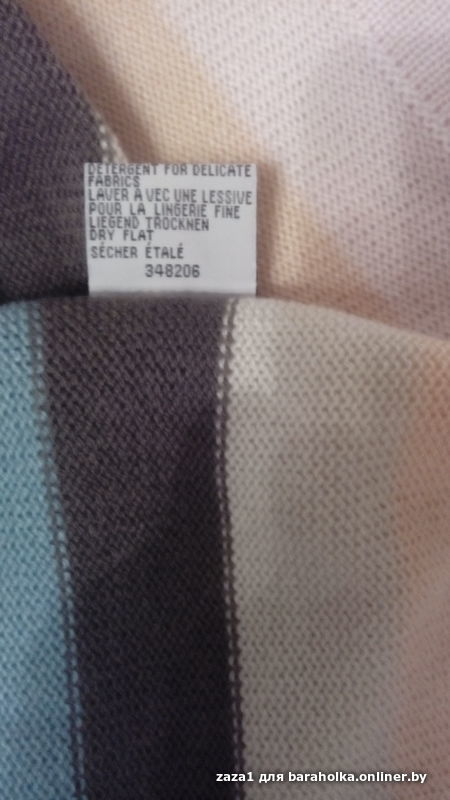 DETERGENT FOR DELICATE
FABRICS
LAVER AVEC UNE LESSIVE
POUR LA LINGERIE FINE
LIEGEND TROCKNEN
DRY FLAT
SÉCHER ÉTALÉ
348206
zaza1 для baraholka.onliner.by